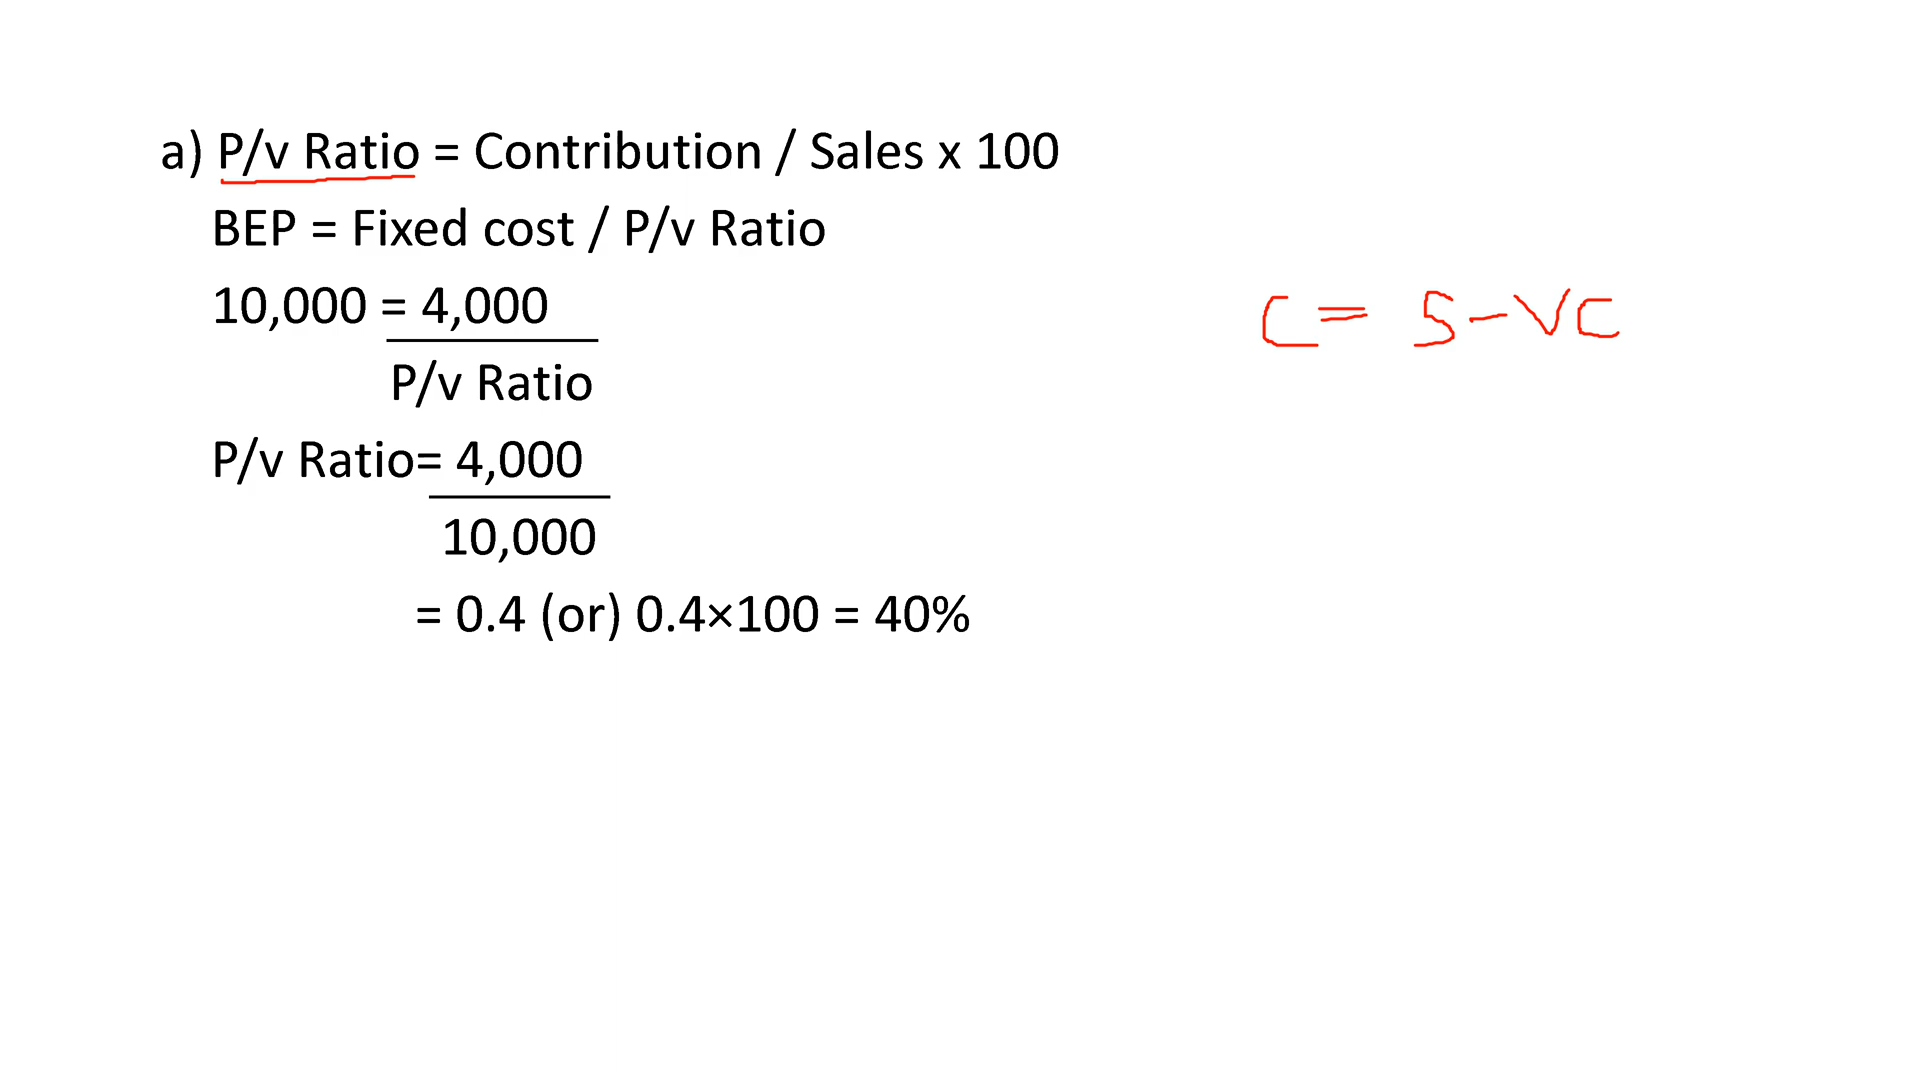 a) P/v Ratio = Contribution / Sales x 100
BEP = Fixed cost / P/v Ratio
10,000 = 4,000
P/v Ratio
C = S - VC
P/v Ratio= 4,000
10,000
= 0.4 (or) 0.4×100 = 40%